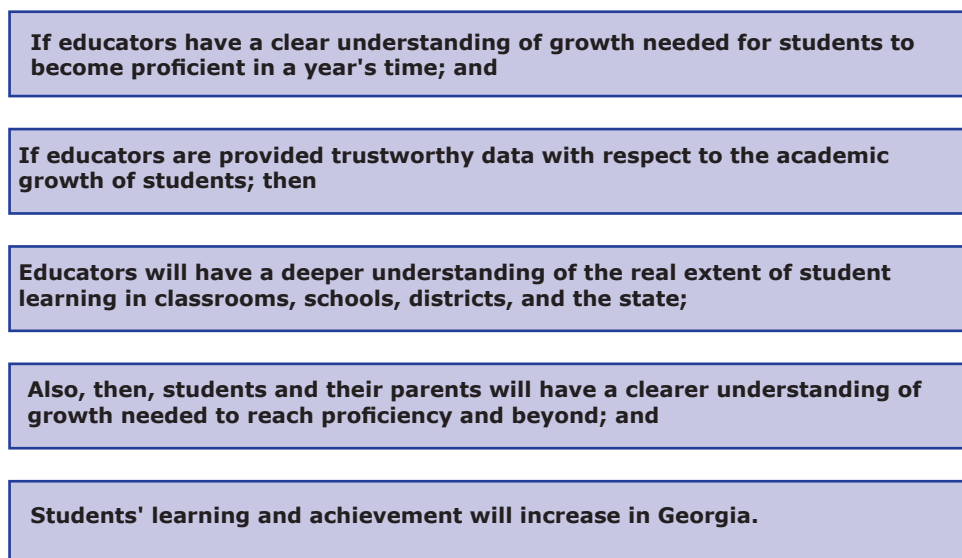 If educators have a clear understanding of growth needed for students to
become proficient in a year's time; and
If educators are provided trustworthy data with respect to the academic
growth of students; then
Educators will have a deeper understanding of the real extent of student
learning in classrooms, schools, districts, and the state;
Also, then, students and their parents will have a clearer understanding of
growth needed to reach proficiency and beyond; and
Students' learning and achievement will increase in Georgia.